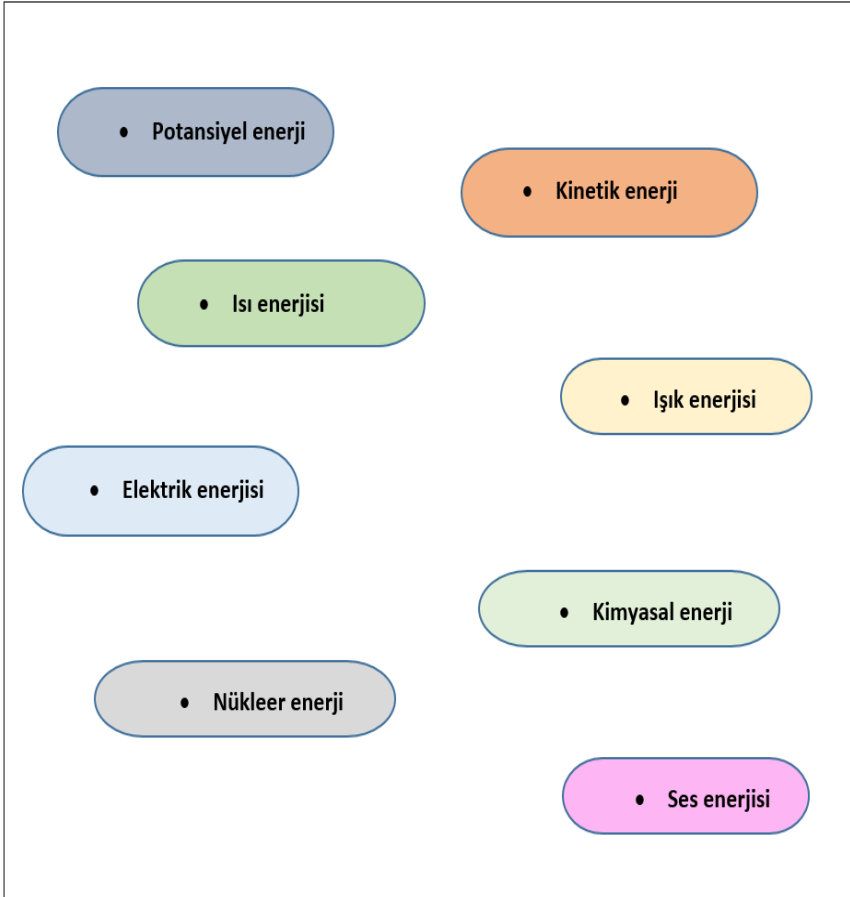 • Potansiyel enerji
• Kinetik enerji
• Isı enerjisi
• Işık enerjisi
• Elektrik enerjisi
• Kimyasal enerji
• Nükleer enerji
• Ses enerjisi